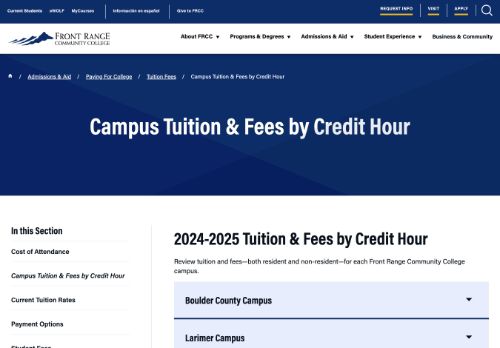 Current Students eWOLF MyCourses Información en español Give to FRCC REQUEST INFO VISIT APPLY
FRONT RANGE
COMMUNITY COLLEGE
About FRCC Programs & Degrees Admissions & Aid Student Experience Business & Community
/ Admissions & Aid / Paying For College / Tuition Fees / Campus Tuition & Fees by Credit Hour
Campus Tuition & Fees by Credit Hour
In this Section
Cost of Attendance
Campus Tuition & Fees by Credit Hour
Current Tuition Rates
Payment Options
Student Fees
2024-2025 Tuition & Fees by Credit Hour
Review tuition and fees—both resident and non-resident—for each Front Range Community College
campus.
Boulder County Campus
Larimer Campus